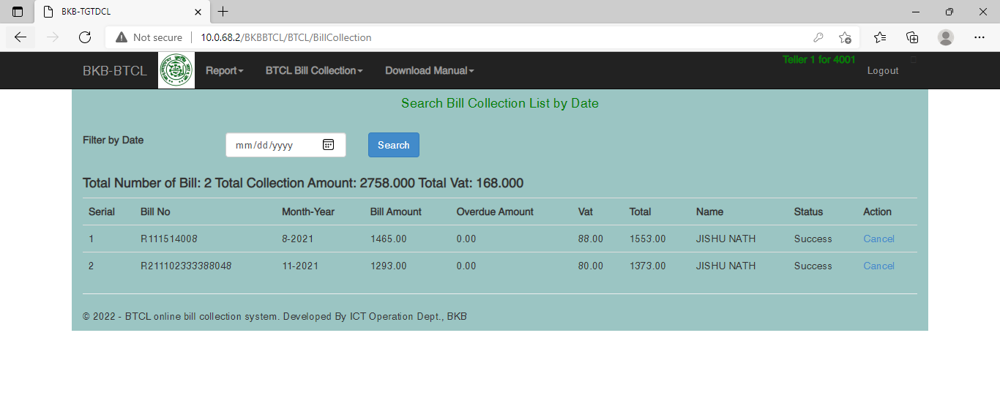 BKB-TGTDCL
Not secure | 10.0.68.2/BKBBTCL/BTCL/BillCollection
BKB-BTCL Report BTCL Bill Collection Download Manual Teller 1 for 4001 Logout
Search Bill Collection List by Date
Filter by Date mm/dd/yyyy Search
Total Number of Bill: 2 Total Collection Amount: 2758.000 Total Vat: 168.000
Serial Bill No Month-Year Bill Amount Overdue Amount Vat Total Name Status Action
1 R111514008 8-2021 1465.00 0.00 88.00 1553.00 JISHU NATH Success Cancel
2 R211102333388048 11-2021 1293.00 0.00 80.00 1373.00 JISHU NATH Success Cancel
© 2022 - BTCL online bill collection system. Developed By ICT Operation Dept., BKB